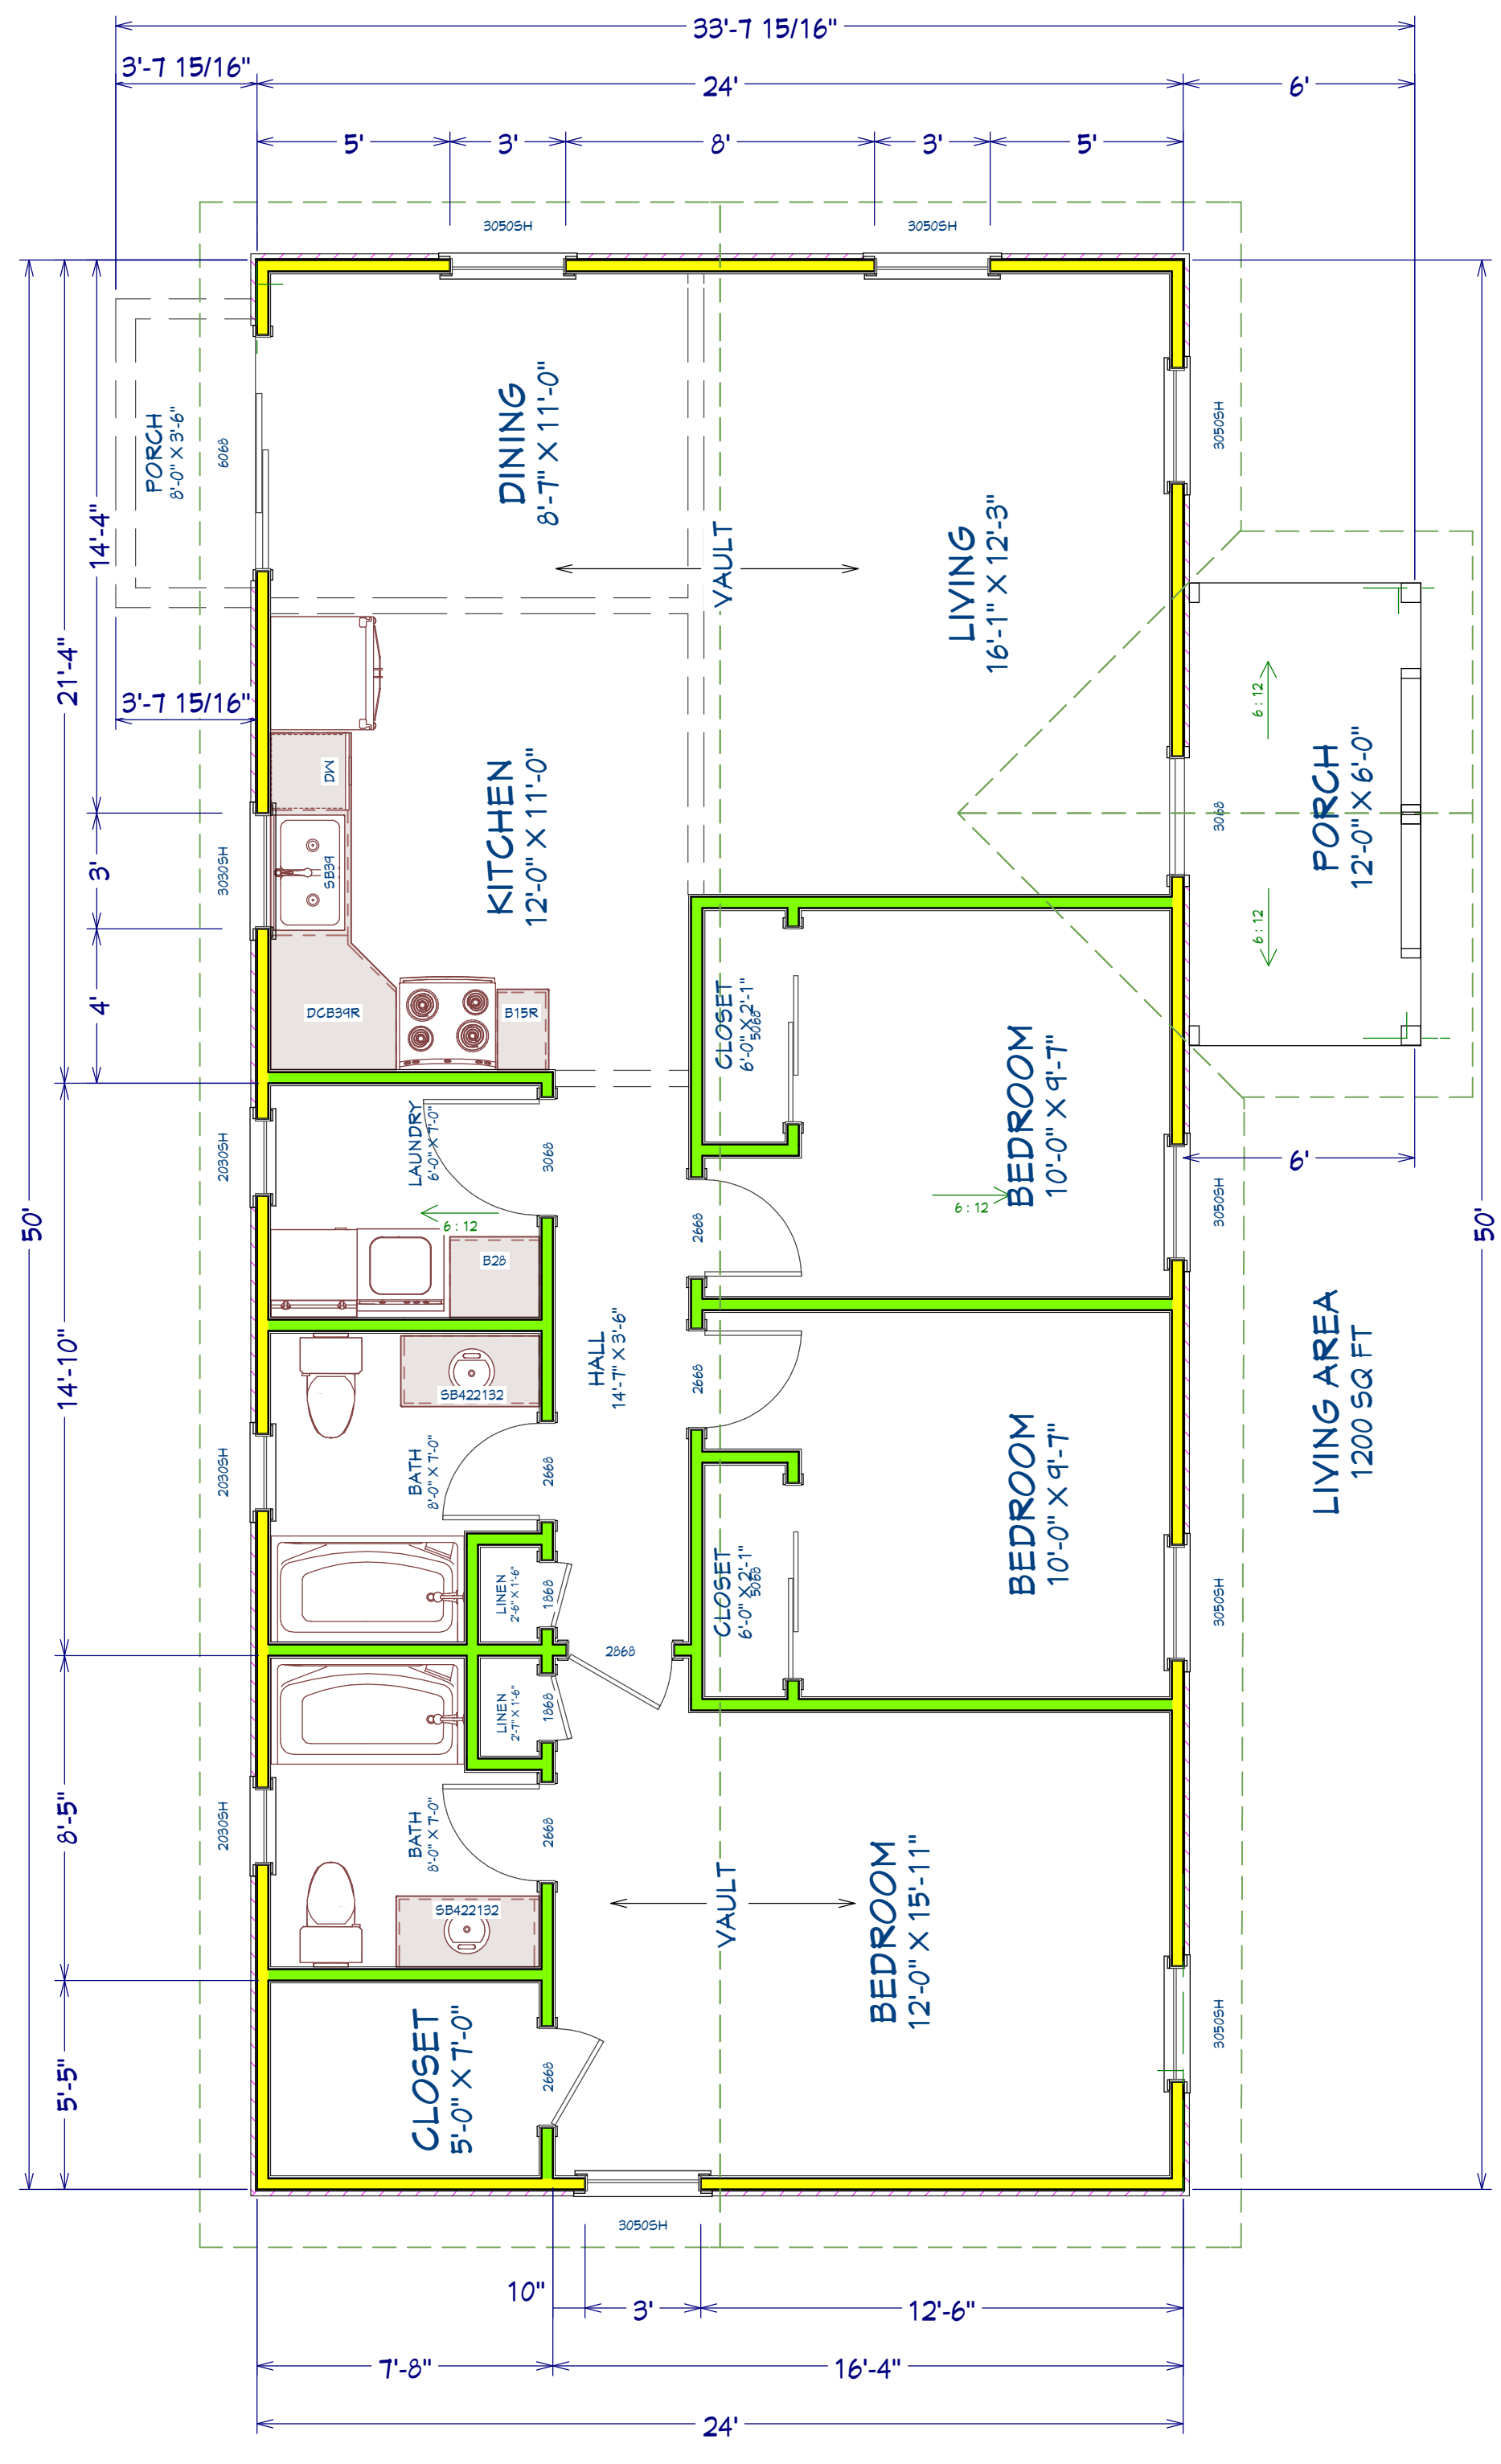 33'-7 15/16"
3'-7 15/16"
24'
6'
5'
3'
8'
3'
5'
3050SH
3050SH
PORCH
8'-0" X 3'-6"
6068
DINING
8'-7" X 11'-0"
VAULT
LIVING
16'-1" X 12'-3"
3050SH
14'-4"
21'-4"
3'-7 15/16"
DW
SB39
3030SH
3'
4'
KITCHEN
12'-0" X 11'-0"
DCB39R
B15R
3068
6 : 12
6 : 12
PORCH
12'-0" X 6'-0"
6'
CLOSET
6'-0" X 2'-1"
5068
BEDROOM
10'-0" X 9'-7"
3050SH
6 : 12
LAUNDRY
6'-0" X 7'-0"
3068
2030SH
6 : 12
B28
2668
50'
50'
14'-10"
HALL
14'-7" X 3'-6"
2668
SB422132
BATH
8'-0" X 7'-0"
2668
2030SH
LINEN
2'-6" X 1'-6"
1868
2868
CLOSET
6'-0" X 2'-1"
5068
BEDROOM
10'-0" X 9'-7"
3050SH
LIVING AREA
1200 SQ FT
LINEN
2'-7" X 1'-6"
1868
8'-5"
2030SH
BATH
8'-0" X 7'-0"
2668
SB422132
VAULT
BEDROOM
12'-0" X 15'-11"
3050SH
5'-5"
CLOSET
5'-0" X 7'-0"
2668
3050SH
10"
3'
12'-6"
7'-8"
16'-4"
24'